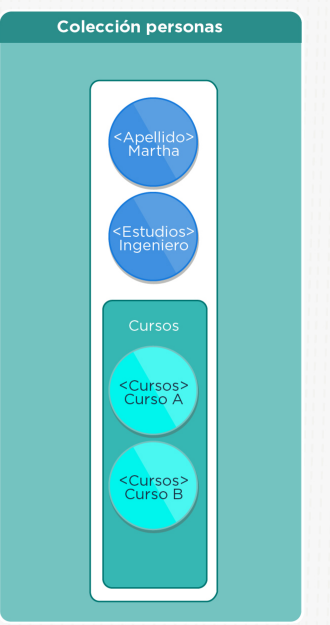 Colección personas
<Apellido>
Martha
<Estudios>
Ingeniero
Cursos
<Cursos>
Curso A
<Cursos>
Curso B